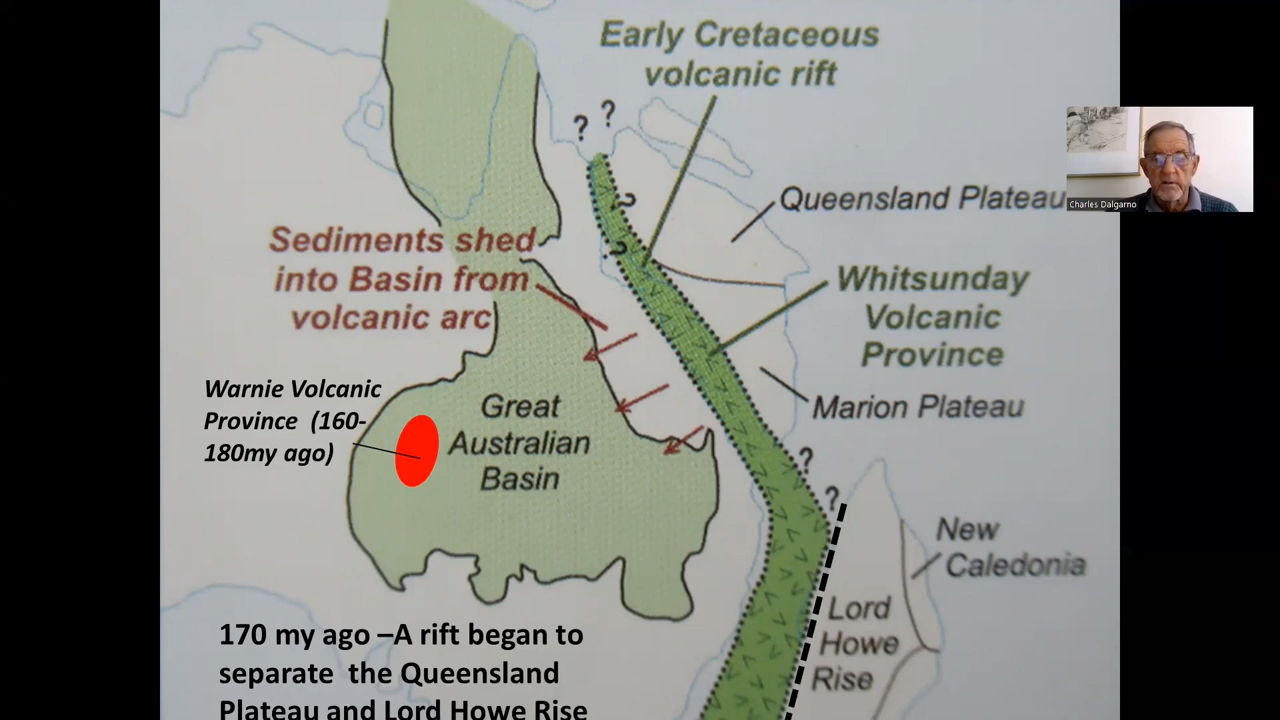 Early Cretaceous
volcanic rift
? ?
Queensland Plateau
?
Sediments shed
into Basin from
volcanic arc
?
Whitsunday
Volcanic
Province
Warnie Volcanic
Province (160-
180my ago)
Great
Australian
Basin
Marion Plateau
?
?
New
Caledonia
Lord
Howe
Rise
170 my ago –A rift began to
separate the Queensland
Plateau and Lord Howe Rise
Charles Dalgarno